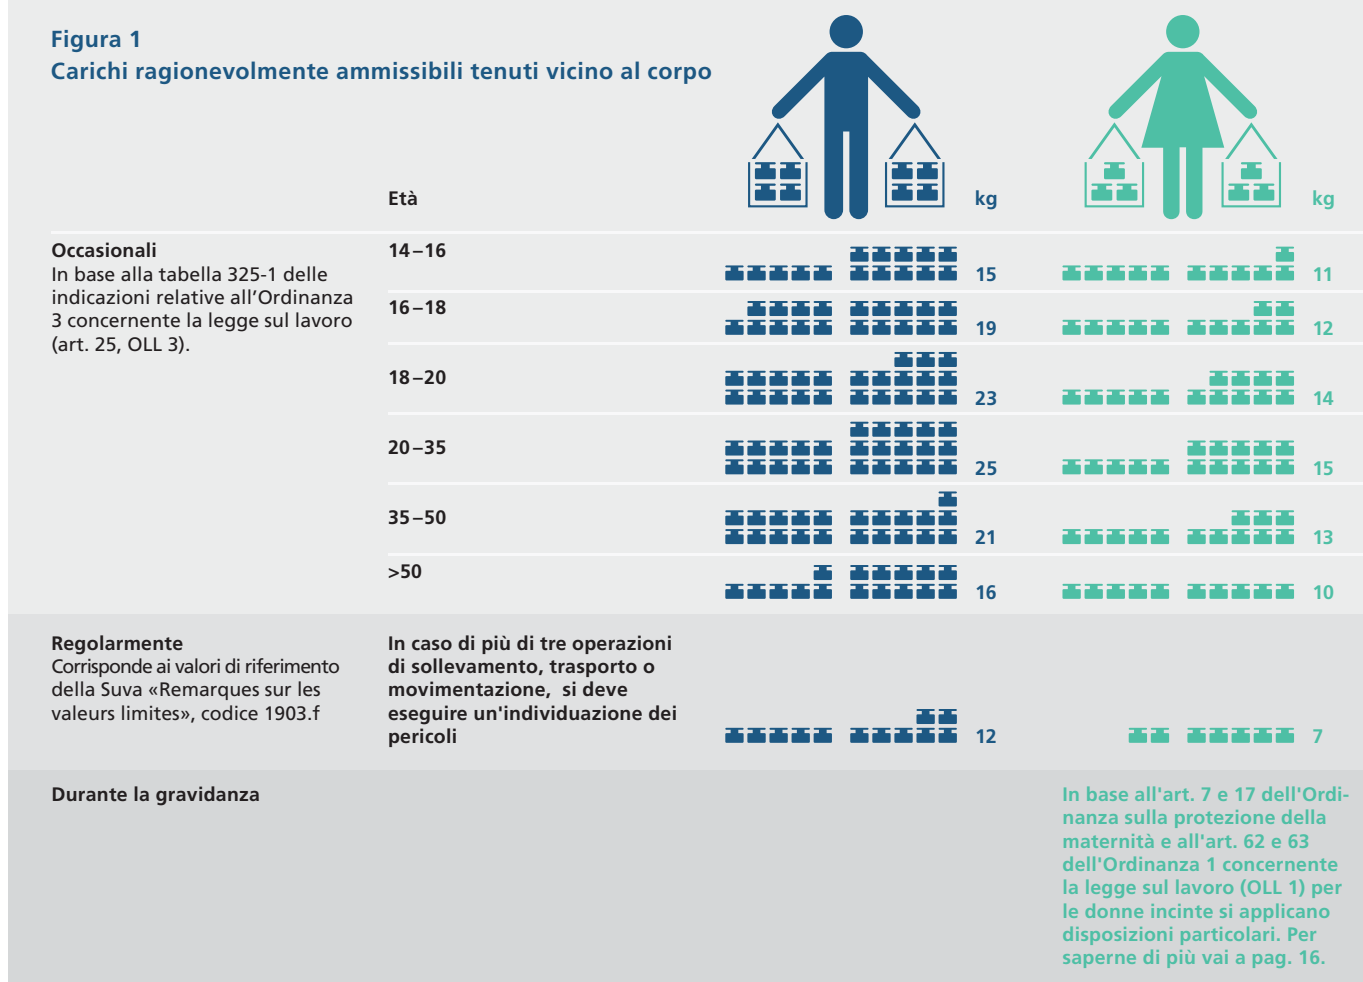 Figura 1
Carichi ragionevolmente ammissibili tenuti vicino al corpo
Età
kg
kg
Occasionali
In base alla tabella 325-1 delle
indicazioni relative all’Ordinanza
3 concernente la legge sul lavoro
(art. 25, OLL 3).
14–16
15
11
16–18
19
12
18–20
23
14
20–35
25
15
35–50
21
13
>50
16
10
Regolarmente
Corrisponde ai valori di riferimento
della Suva «Remarques sur les
valeurs limites», codice 1903.f
In caso di più di tre operazioni
di sollevamento, trasporto o
movimentazione, si deve
eseguire un'individuazione dei
pericoli
12
7
Durante la gravidanza
In base all'art. 7 e 17 dell'Ordi-
nanza sulla protezione della
maternità e all'art. 62 e 63
dell'Ordinanza 1 concernente
la legge sul lavoro (OLL 1) per
le donne incinte si applicano
disposizioni particolari. Per
saperne di più vai a pag. 16.